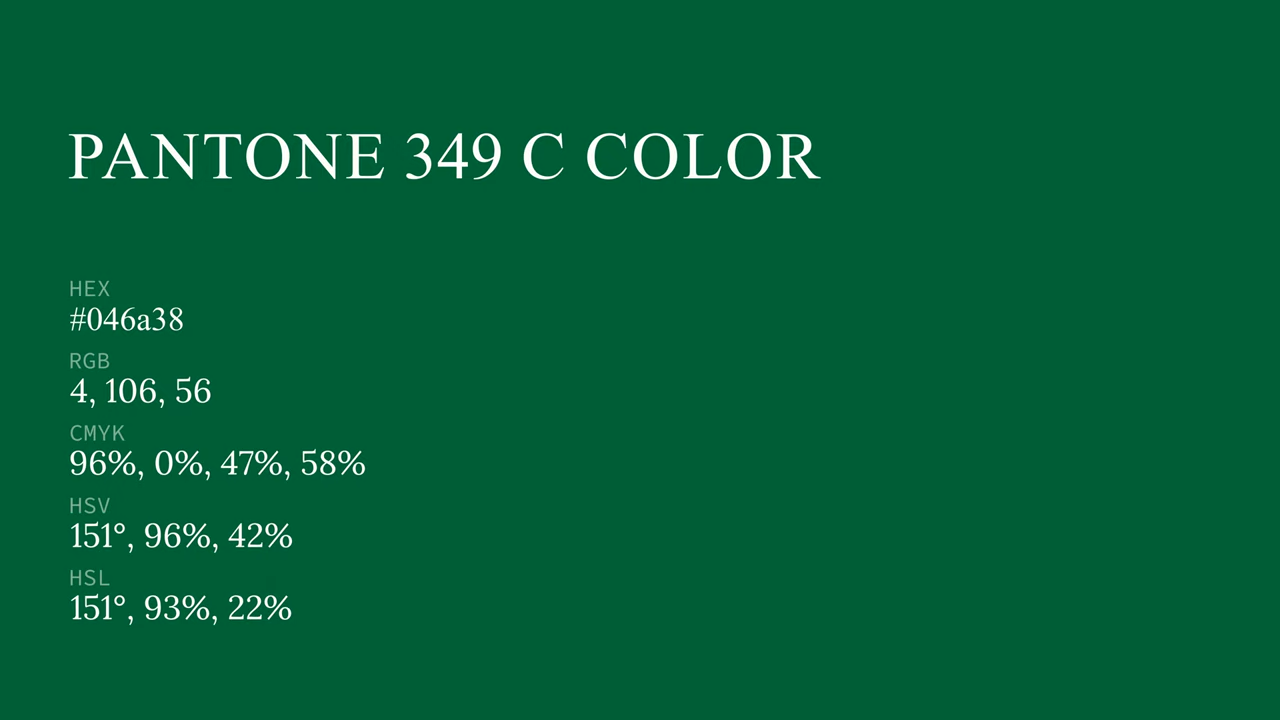 PANTONE 349 C COLOR
HEX
#046a38
RGB
4, 106, 56
CMYK
96%, 0%, 47%, 58%
HSV
151°, 96%, 42%
HSL
151°, 93%, 22%